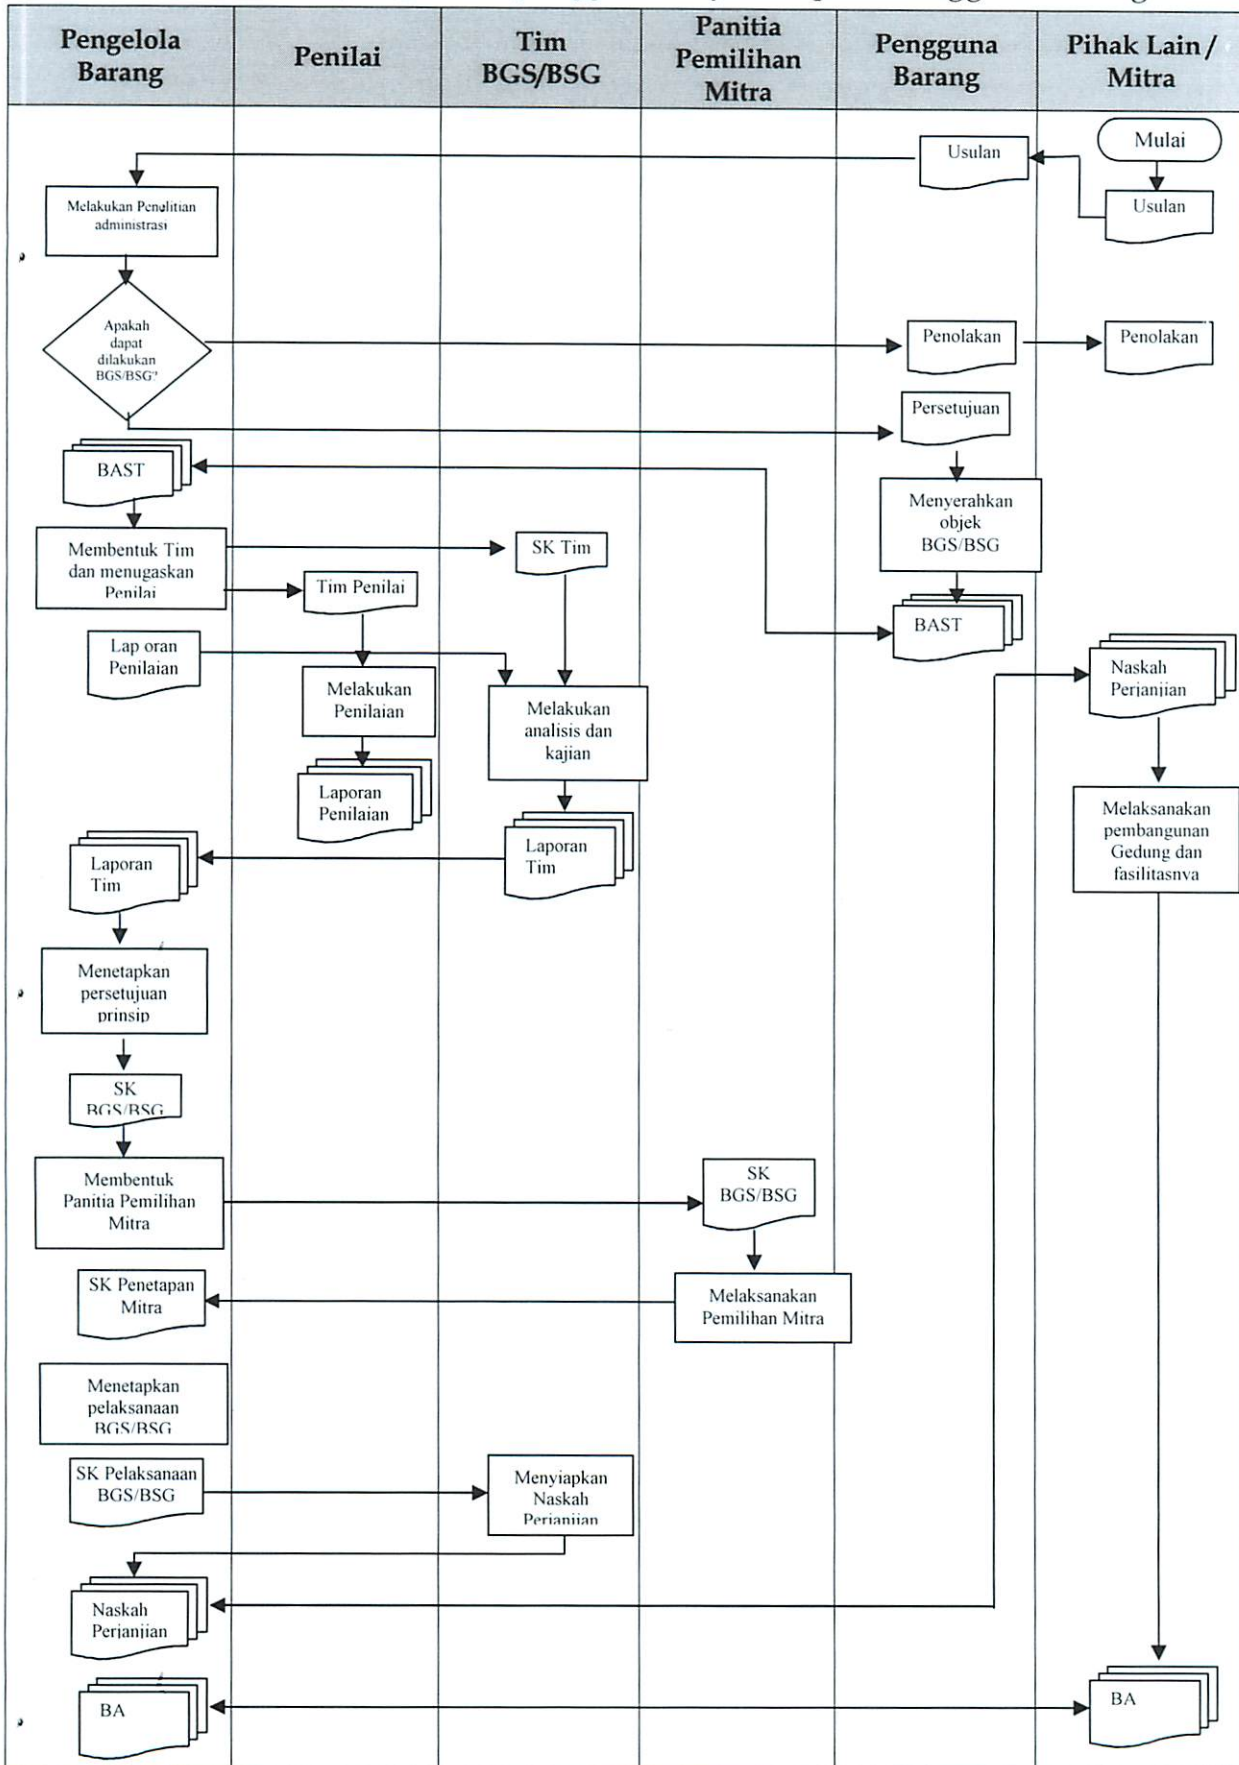 Pengelola
Barang
Penilai
Tim
BGS/BSG
Panitia
Pemilihan
Mitra
Pengguna
Barang
Pihak Lain /
Mitra
Mulai
Usulan
Usulan
Melakukan Penelitian
administrasi
Apakah
dapat
dilakukan
BGS/BSG?
Penolakan
Penolakan
Persetujuan
BAST
Menyerahkan
objek
BGS/BSG
Membentuk Tim
dan menugaskan
Penilai
SK Tim
Tim Penilai
BAST
Lap oran
Penilaian
Naskah
Perjanjian
Melakukan
Penilaian
Melakukan
analisis dan
kajian
Laporan
Penilaian
Melaksanakan
pembangunan
Gedung dan
fasilitasnya
Laporan
Tim
Laporan
Tim
Menetapkan
persetujuan
prinsip
SK
BGS/BSG
Membentuk
Panitia Pemilihan
Mitra
SK
BGS/BSG
SK Penetapan
Mitra
Melaksanakan
Pemilihan Mitra
Menetapkan
pelaksanaan
BGS/BSG
SK Pelaksanaan
BGS/BSG
Menyiapkan
Naskah
Perjanjian
Naskah
Perjanjian
BA
BA